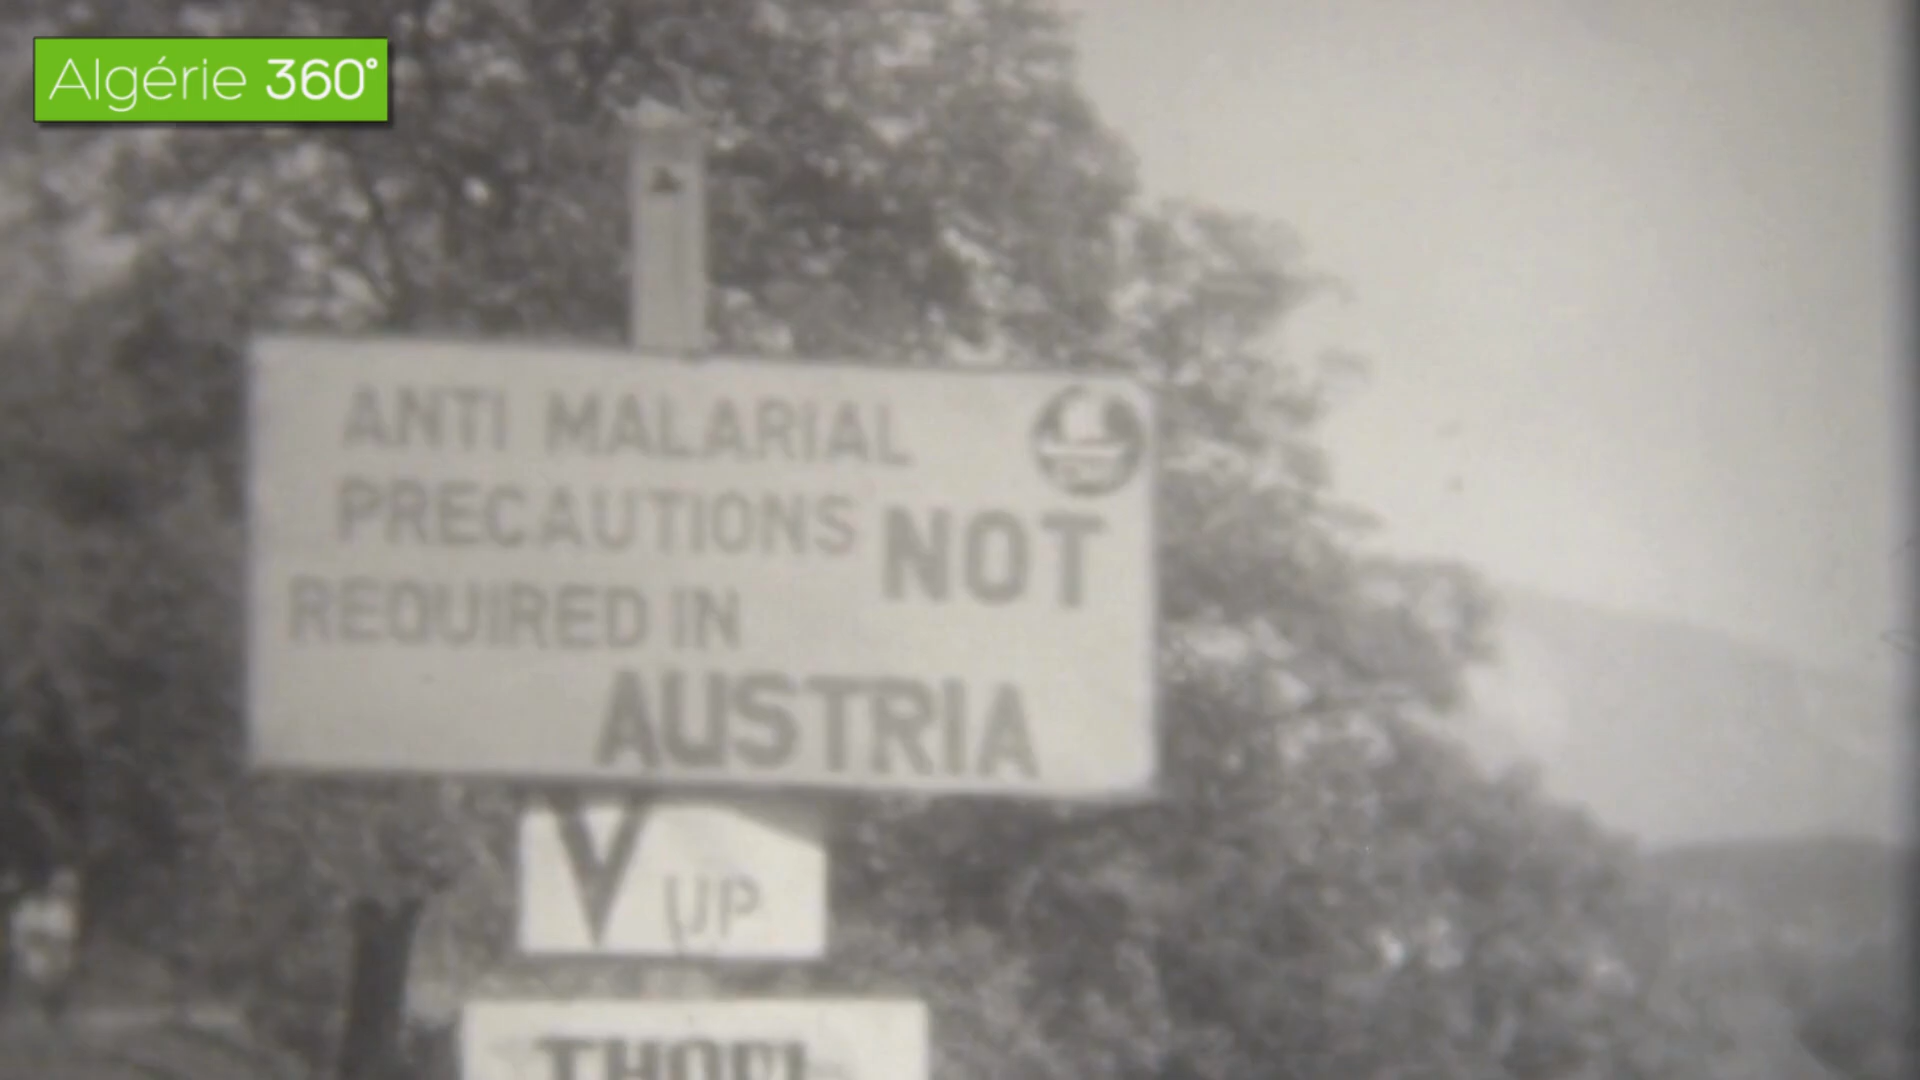 Algérie 360°
ANTI MALARIAL
PRECAUTIONS NOT
REQUIRED IN
AUSTRIA
V UP